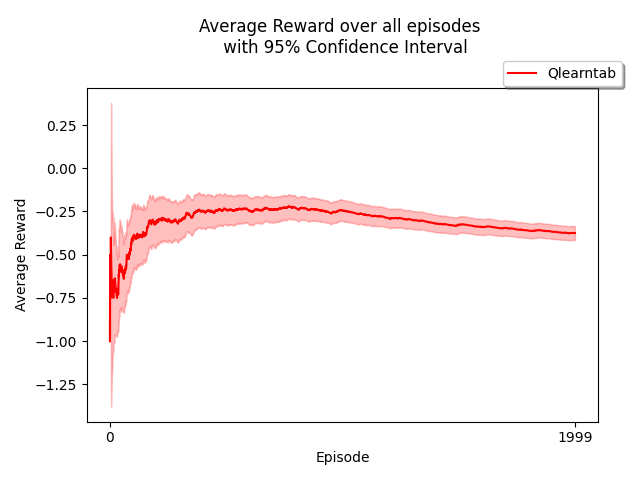 Average Reward over all episodes
with 95% Confidence Interval
Qlearntab
0.25
0.00
−0.25
−0.50
−0.75
−1.00
−1.25
Average Reward
0
1999
Episode